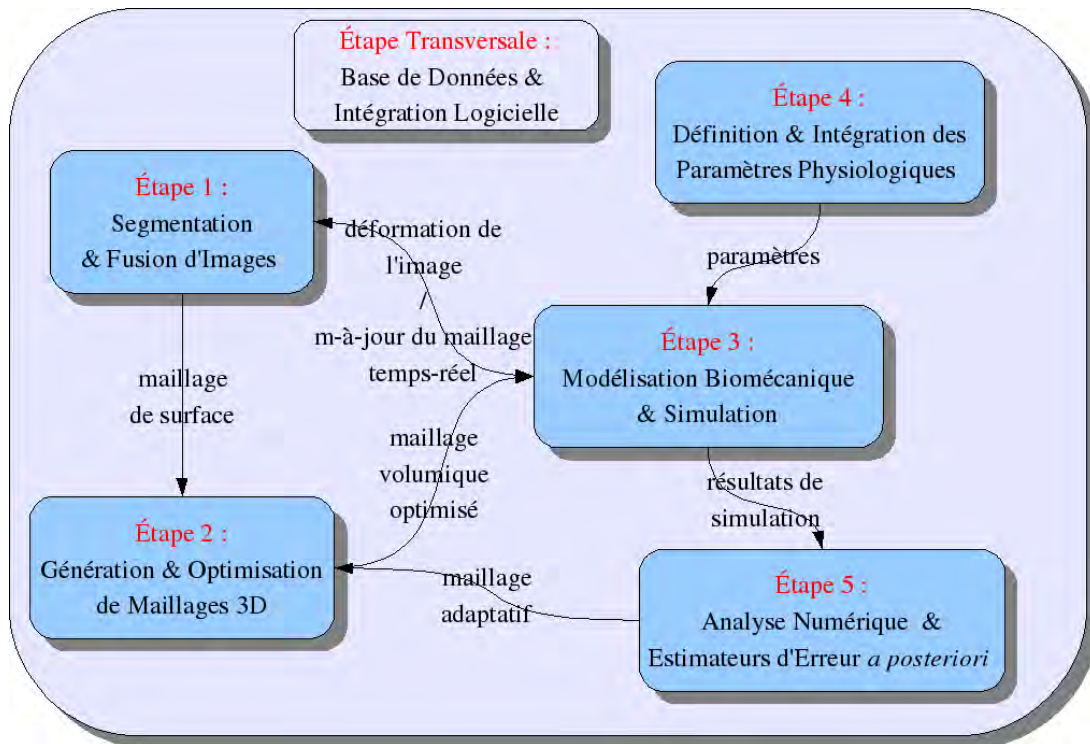 Étape Transversale :
Base de Données &
Intégration Logicielle
Étape 4 :
Définition & Intégration des
Paramètres Physiologiques
Étape 1 :
Segmentation
& Fusion d'Images
déformation de
l'image
/
m-à-jour du maillage
temps-réel
paramètres
Étape 3 :
Modélisation Biomécanique
& Simulation
maillage
de surface
maillage
volumique
optimisé
résultats de
simulation
Étape 2 :
Génération & Optimisation
de Maillages 3D
maillage
adaptatif
Étape 5 :
Analyse Numérique &
Estimateurs d'Erreur a posteriori